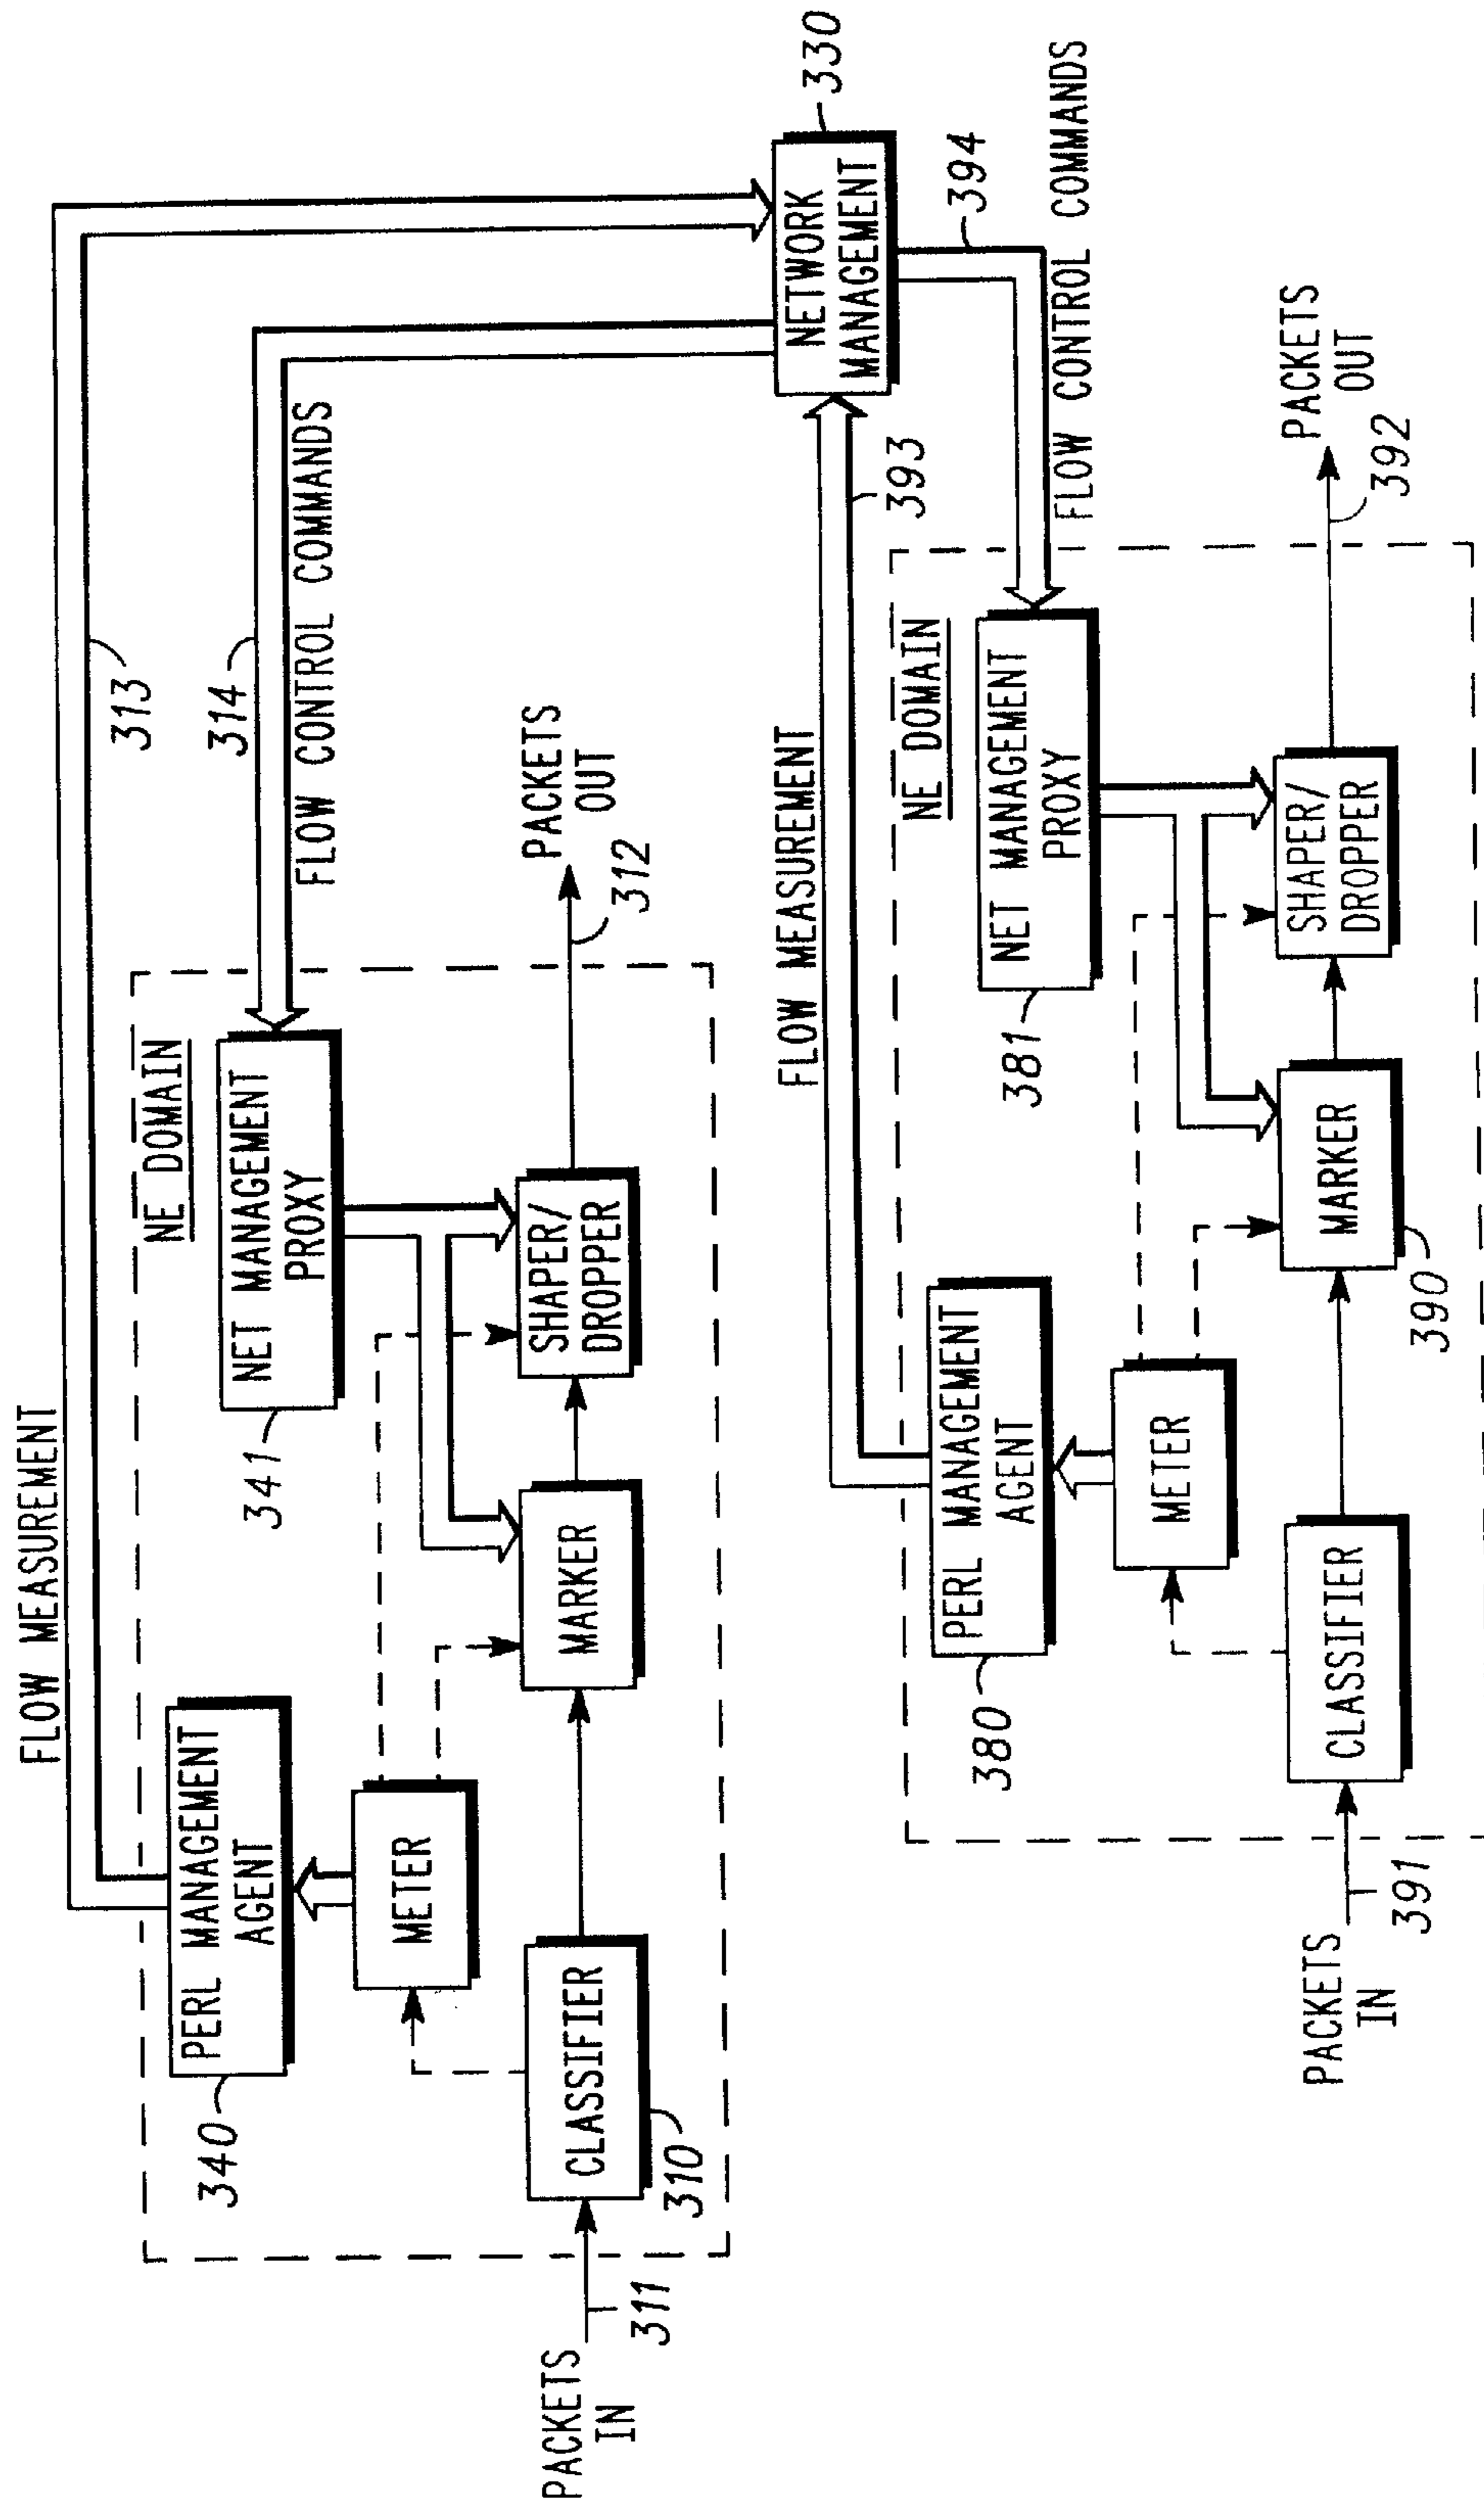 FLOW MEASUREMENT
313
314
FLOW CONTROL COMMANDS
NE DOMAIN
340
PERL MANAGEMENT
AGENT
341
NET MANAGEMENT
PROXY
METER
PACKETS
IN
311
CLASSIFIER
310
MARKER
SHAPER/
DROPPER
PACKETS
OUT
312
NETWORK
MANAGEMENT
330
FLOW MEASUREMENT
393
394
FLOW CONTROL COMMANDS
NE DOMAIN
380
PERL MANAGEMENT
AGENT
381
NET MANAGEMENT
PROXY
METER
PACKETS
IN
391
CLASSIFIER
MARKER
390
SHAPER/
DROPPER
PACKETS
OUT
392